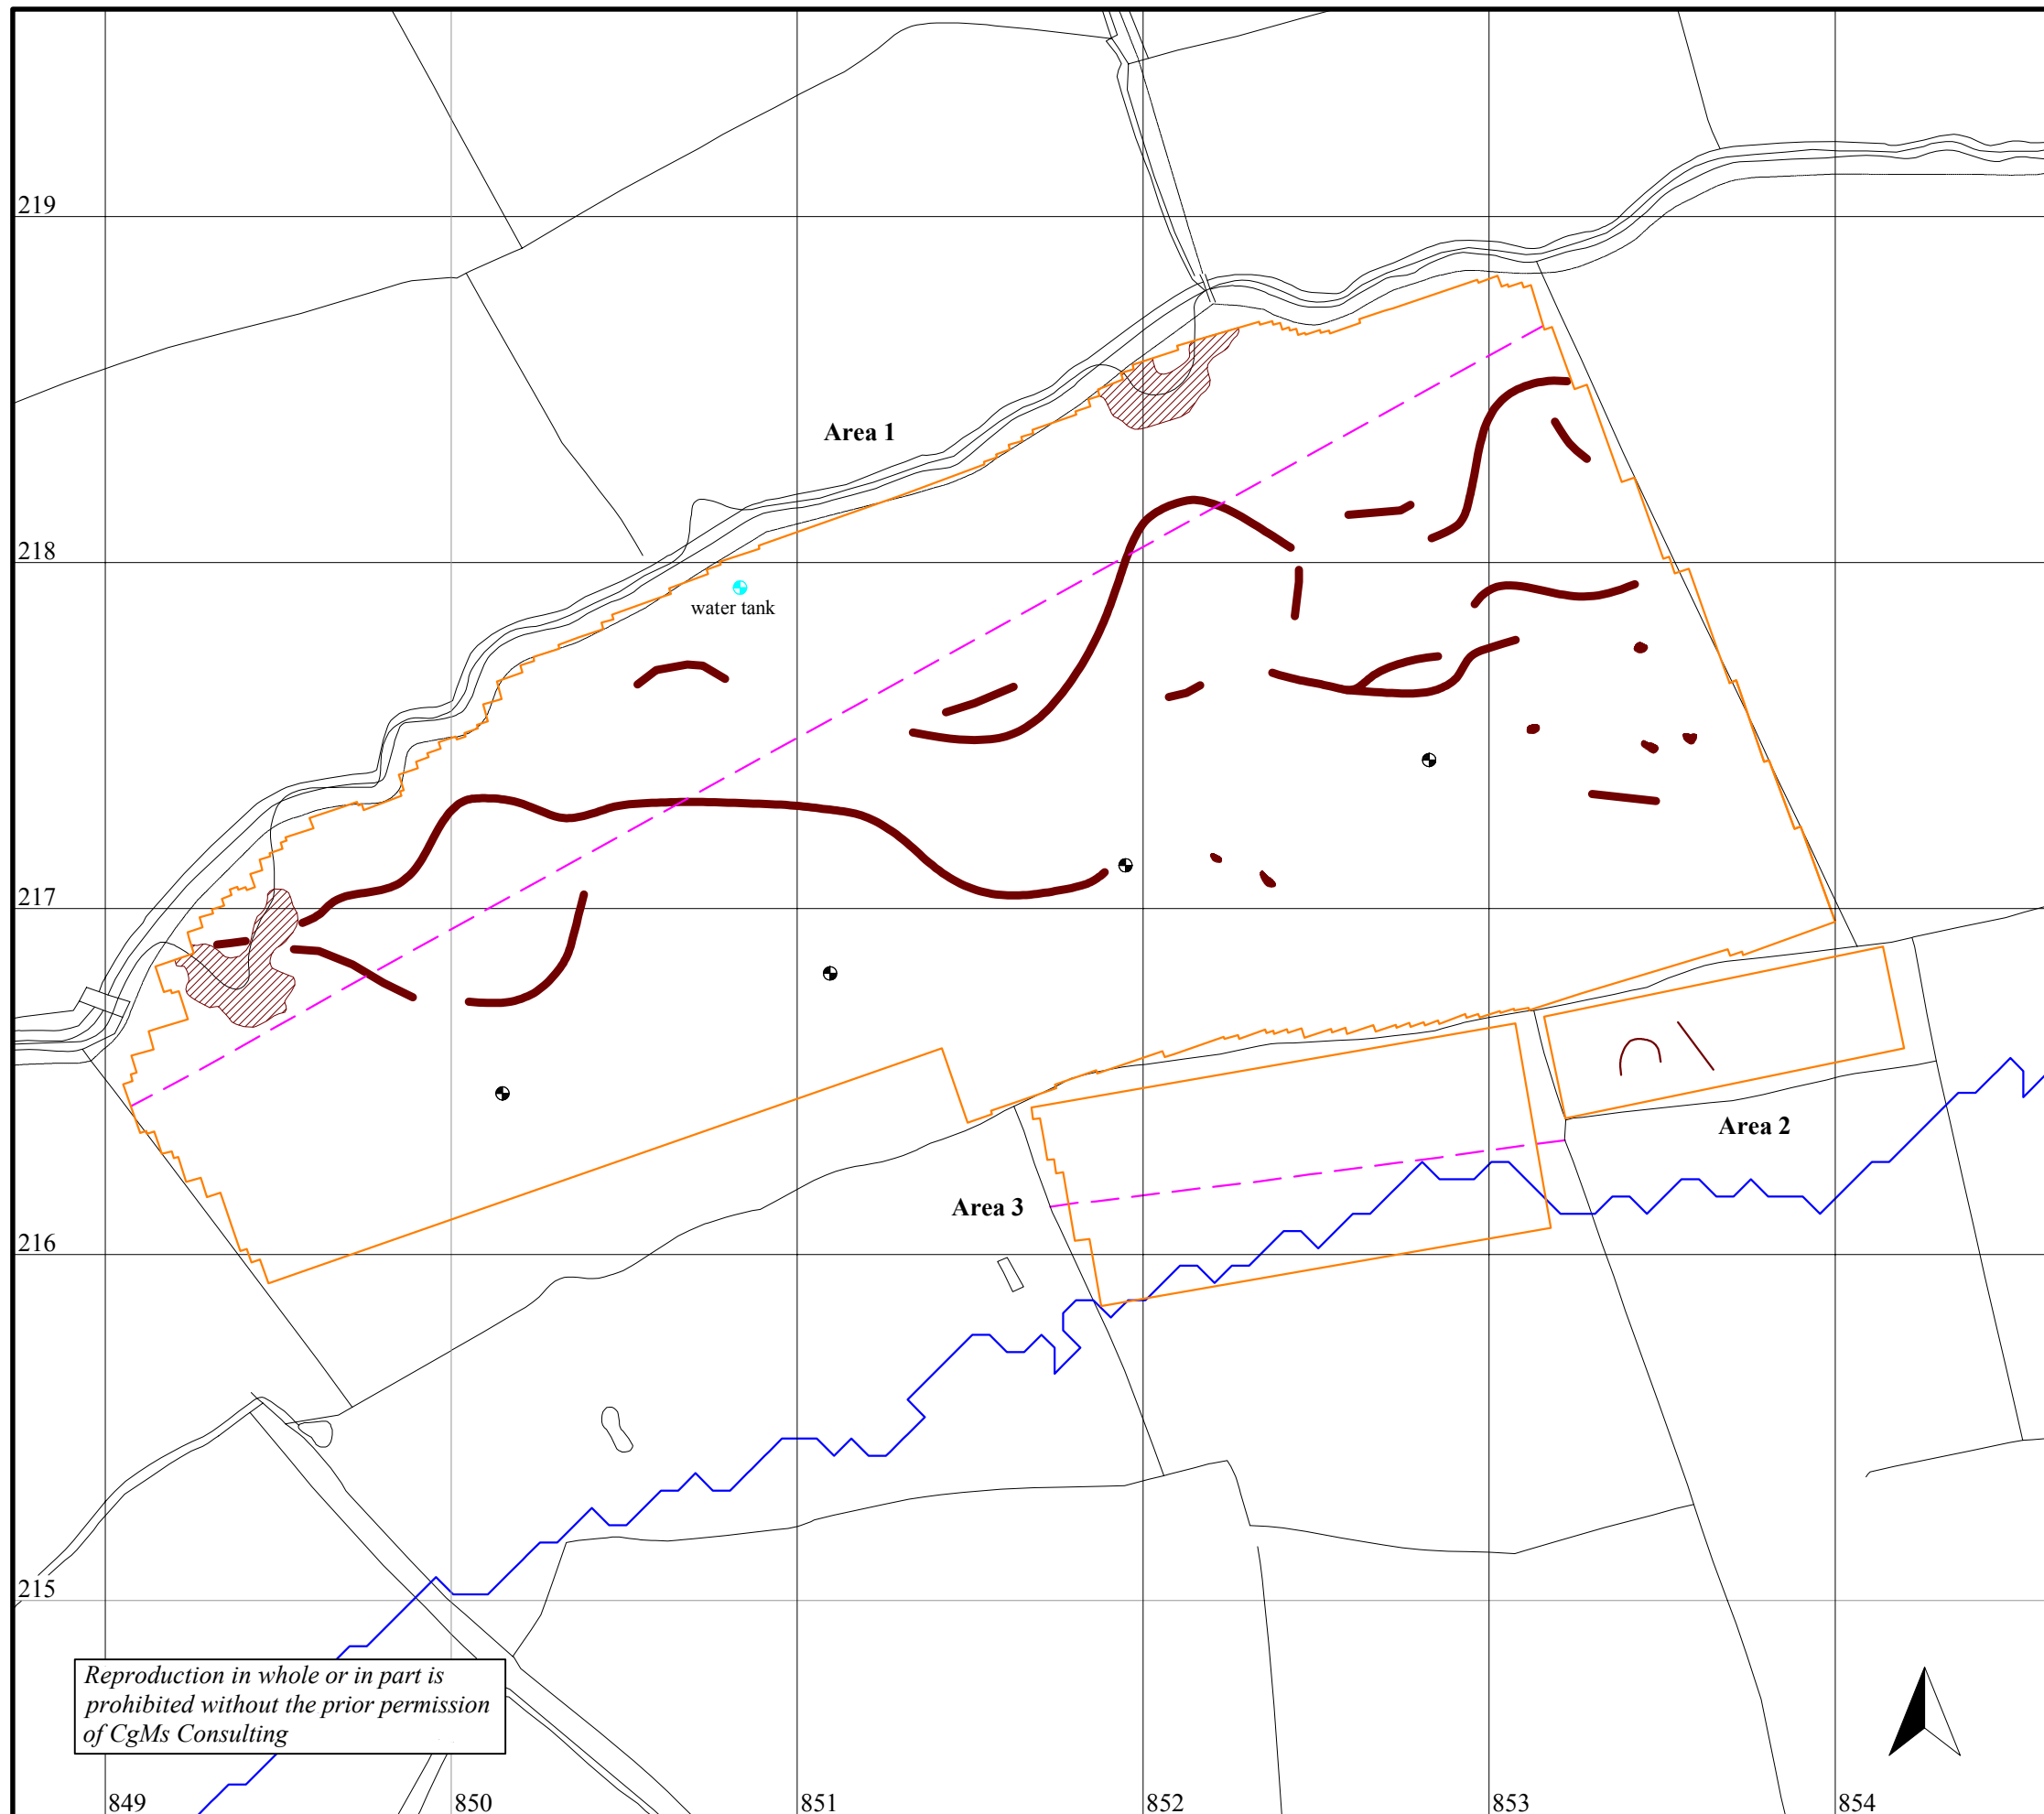 219
Area 1
218
water tank
217
Area 2
Area 3
216
215
Reproduction in whole or in part is
prohibited without the prior permission
of CgMs Consulting
849
850
851
852
853
854